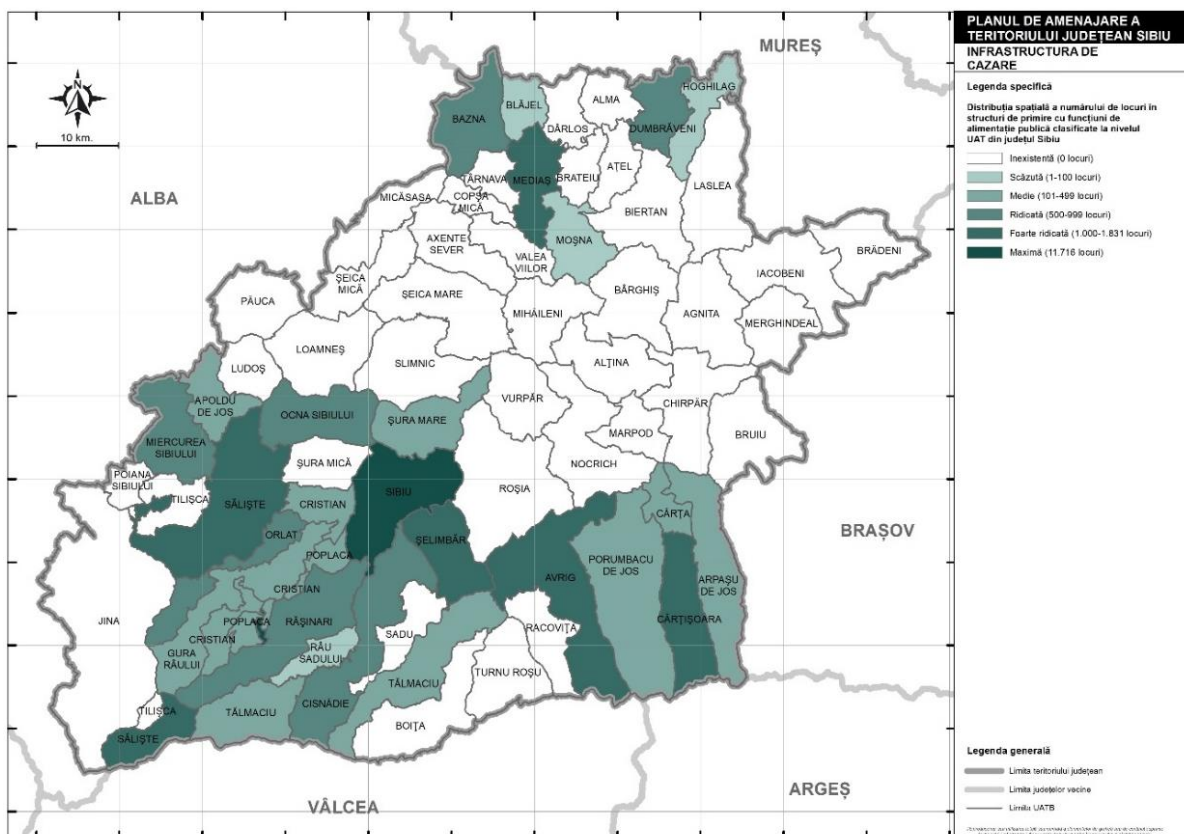 PLANUL DE AMENAJARE A
TERITORIULUI JUDEȚEAN SIBIU
INFRASTRUCTURA DE
CAZARE
Legenda specifică
Distribuția spațială a numărului de locuri în
structuri de primire cu funcțiuni de
alimentație publică clasificate la nivelul
UAT din județul Sibiu
Inexistentă (0 locuri)
Scăzută (1-100 locuri)
Medie (101-499 locuri)
Ridicată (500-999 locuri)
Foarte ridicată (1.000-1.831 locuri)
Maximă (11.716 locuri)
Legenda generală
Limita teritoriului județean
Limita județelor vecine
Limita UATB
N
10 km.
MUREȘ
ALBA
BRAȘOV
ARGEȘ
VÂLCEA
HOGHILAG
BLĂJEL
ALMA
BAZNA
DÂRLOS
DUMBRĂVENI
AȚEL
TÂRNAVA
MEDIAȘ
BRATEIU
LASLEA
MICĂSASA
COPȘA
MICĂ
BIERTAN
AXENTE
SEVER
MOȘNA
VALEA
VIILOR
BRĂDENI
IACOBENI
ȘEICA
MICĂ
BÂRGHIȘ
PĂUCA
ȘEICA MARE
MIHĂILENI
AGNITA
MERGHINDEAL
LOAMNEȘ
SLIMNIC
ALȚINA
LUDOȘ
APOLDU
DE JOS
OCNA SIBIULUI
ȘURA MARE
VURPĂR
CHIRPĂR
MARPOD
BRUIU
MIERCUREA
SIBIULUI
ȘURA MICĂ
NOCRICH
POIANA
SIBIULUI
TILIȘCA
SĂLIȘTE
CRISTIAN
SIBIU
ROȘIA
CÂRȚA
ORLAT
ȘELIMBĂR
POPLACA
AVRIG
PORUMBACU
DE JOS
ARPAȘU
DE JOS
CRISTIAN
JINA
POPLACA
RĂȘINARI
CÂRȚIȘOARA
CRISTIAN
SADU
RACOVIȚA
GURA
RÂULUI
RÂU
SADULUI
TURNU ROȘU
TĂLMACIU
CISNĂDIE
TILIȘCA
TĂLMACIU
BOIȚA
SĂLIȘTE